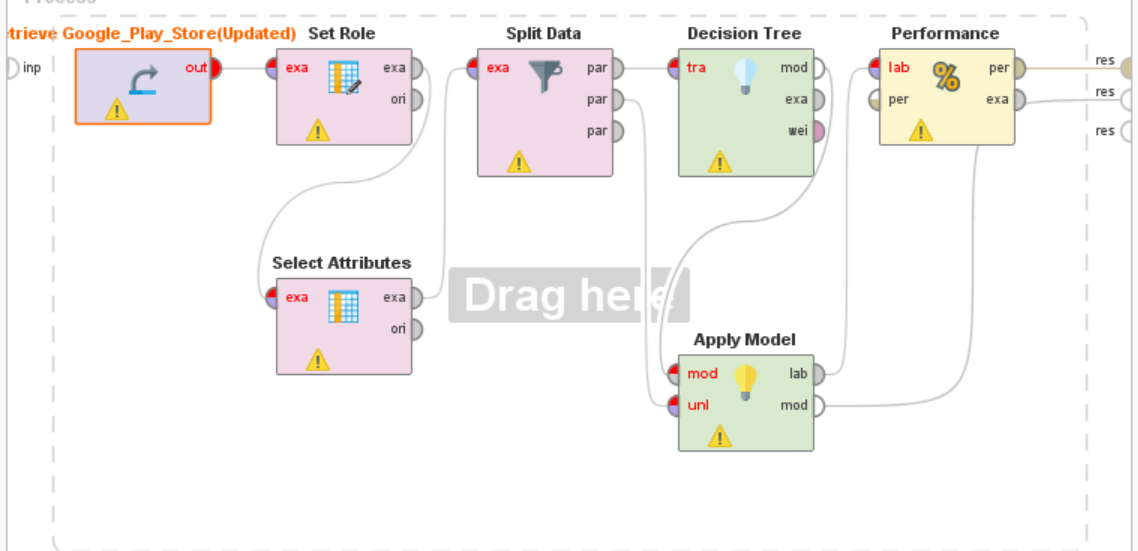 Process
etrieve Google_Play_Store(Updated)
Set Role
Split Data
Decision Tree
Performance
inp
out
exa
exa
ori
exa
par
par
par
tra
mod
exa
wei
lab
per
per
exa
res
res
res
Select Attributes
exa
exa
ori
Drag here
Apply Model
mod
unl
lab
mod